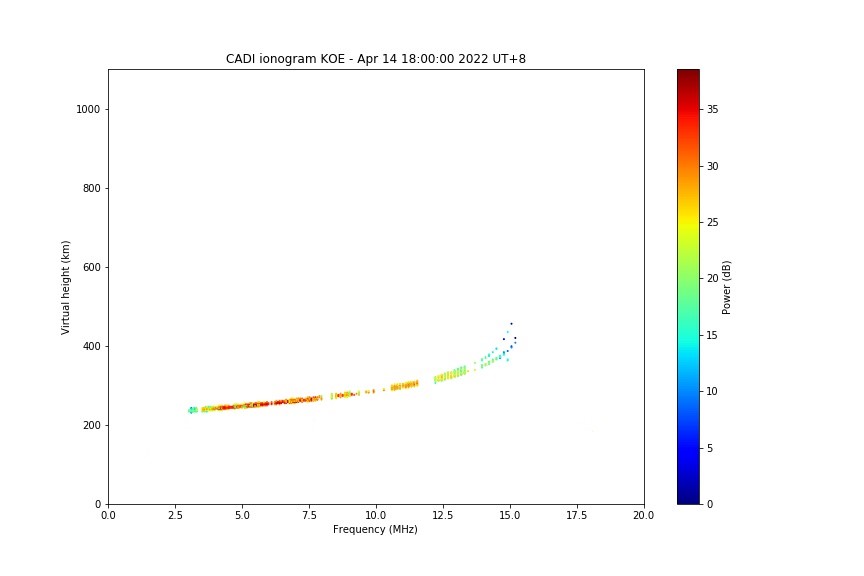 CADI ionogram KOE - Apr 14 18:00:00 2022 UT+8
1000
800
600
400
200
0
Virtual height (km)
0.0 2.5 5.0 7.5 10.0 12.5 15.0 17.5 20.0
Frequency (MHz)
35
30
25
20
15
10
5
0
Power (dB)